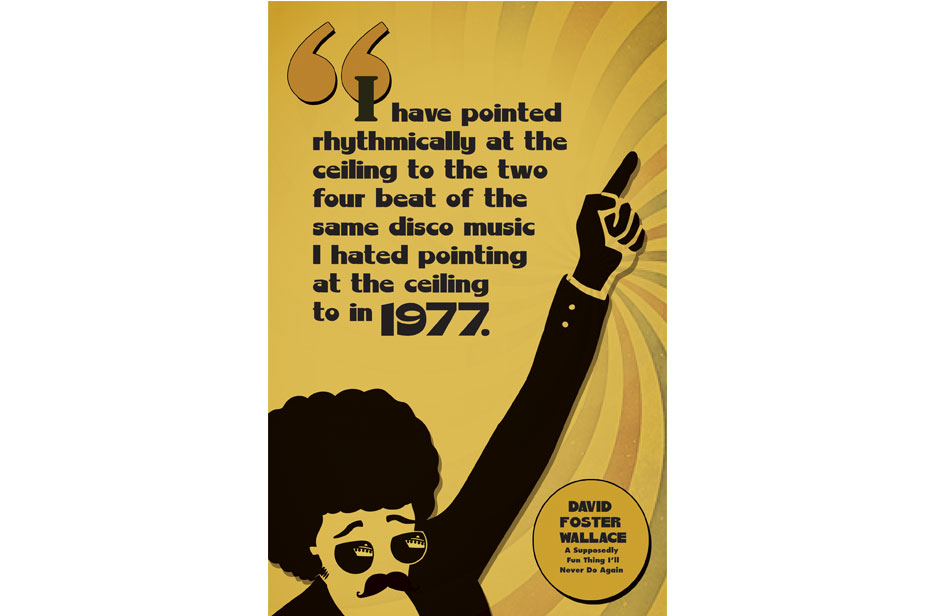 “I have pointed
rhythmically at the
ceiling to the two
four beat of the
same disco music
I hated pointing
at the ceiling
to in 1977.
DAVID
FOSTER
WALLACE
A Supposedly
Fun Thing I'll
Never Do Again